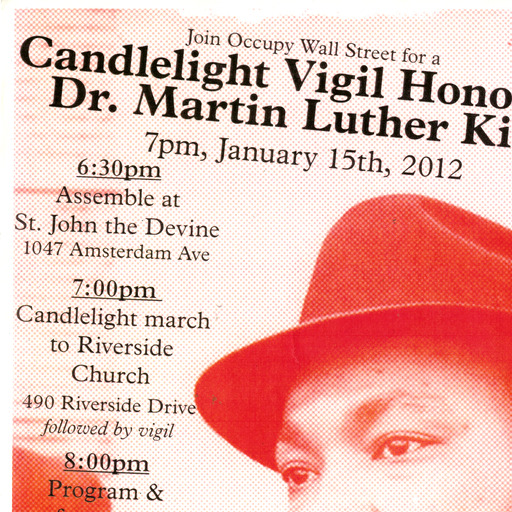 Join Occupy Wall Street for a
Candlelight Vigil Hono
Dr. Martin Luther Ki
7pm, January 15th, 2012
6:30pm
Assemble at
St. John the Devine
1047 Amsterdam Ave
7:00pm
Candlelight march
to Riverside
Church
490 Riverside Drive
followed by vigil
8:00pm
Program &